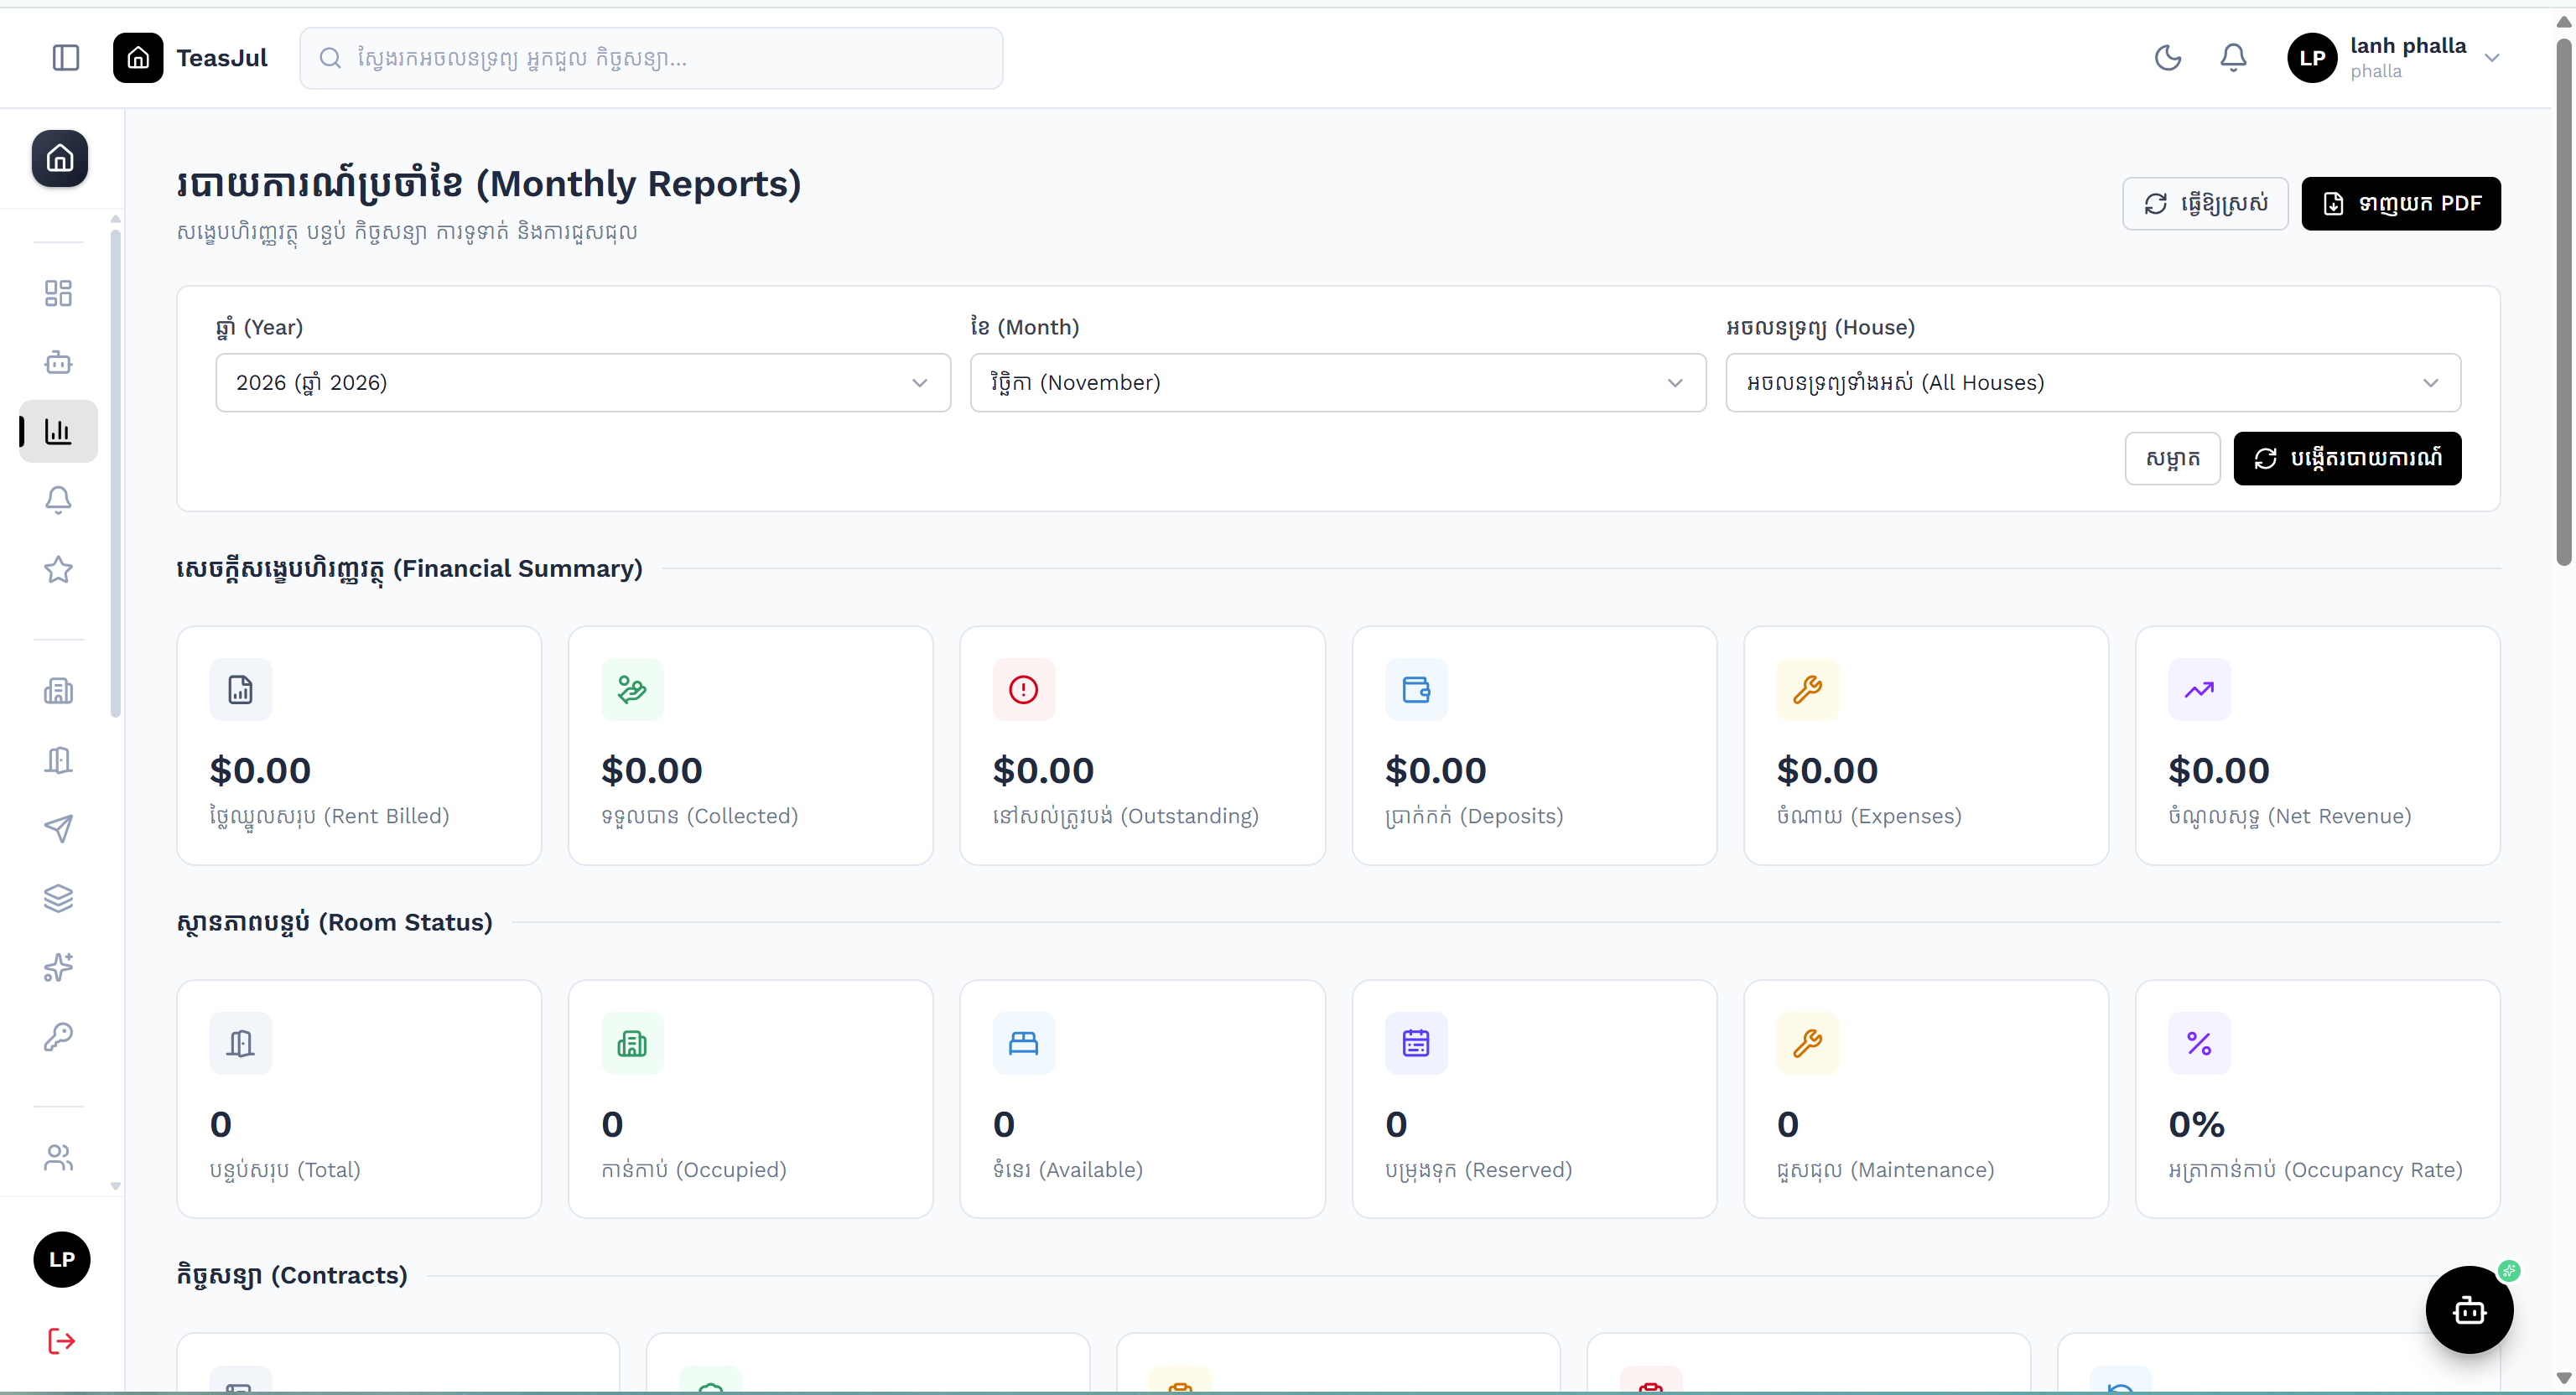 TeasJul
ស្វែងរកអចលនទ្រព្យ អ្នកជួល កិច្ចសន្យា...
LP
lanh phalla
phalla
របាយការណ៍ប្រចាំខែ (Monthly Reports)
សង្ខេបហិរញ្ញវត្ថុ បន្ទប់ កិច្ចសន្យា ការទូទាត់ និងការជួសជុល
ធ្វើឱ្យស្រស់
ទាញយក PDF
ឆ្នាំ (Year)
ខែ (Month)
អចលនទ្រព្យ (House)
2026 (ឆ្នាំ 2026)
វិច្ឆិកា (November)
អចលនទ្រព្យទាំងអស់ (All Houses)
សម្អាត
បង្កើតរបាយការណ៍
សេចក្តីសង្ខេបហិរញ្ញវត្ថុ (Financial Summary)
$0.00
$0.00
$0.00
$0.00
$0.00
$0.00
ថ្លៃឈ្នួលសរុប (Rent Billed)
ទទួលបាន (Collected)
នៅសល់ត្រូវបង់ (Outstanding)
ប្រាក់កក់ (Deposits)
ចំណាយ (Expenses)
ចំណូលសុទ្ធ (Net Revenue)
ស្ថានភាពបន្ទប់ (Room Status)
0
0
0
0
0
0%
បន្ទប់សរុប (Total)
កាន់កាប់ (Occupied)
ទំនេរ (Available)
បម្រុងទុក (Reserved)
ជួសជុល (Maintenance)
អត្រាកាន់កាប់ (Occupancy Rate)
កិច្ចសន្យា (Contracts)
LP